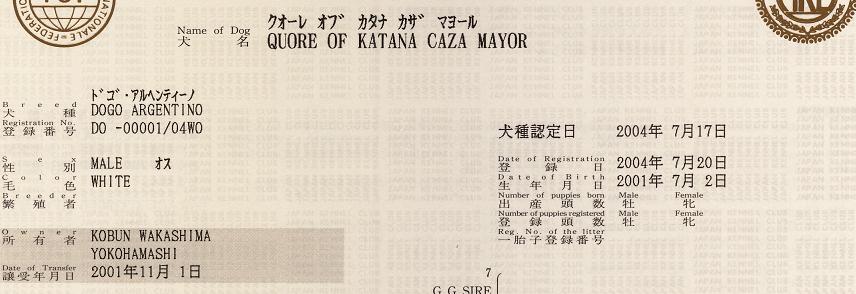 クオーレ オブ カタナ カザ マヨール
Name of Dog
犬 名 QUORE OF KATANA CAZA MAYOR
ドゴ・アルヘンティーノ
Breed
犬種 DOGO ARGENTINO
Registration No.
登録番号 DO -00001/04WO
犬種認定日 2004年 7月17日
Sex
性別 MALE オス
Color
毛色 WHITE
Breeder
繁殖者
Date of Registration
登録日 2004年 7月20日
Date of Birth
生年月日 2001年 7月 2日
Number of puppies born Male Female
出産頭数 牡 牝
Number of puppies registered Male Female
登録頭数 牡 牝
Reg. No. of the litter
一胎子登録番号
Owner
所有者 KOBUN WAKASHIMA
YOKOHAMASHI
Date of Transfer
譲受年月日 2001年11月 1日
7
G.G.SIRE